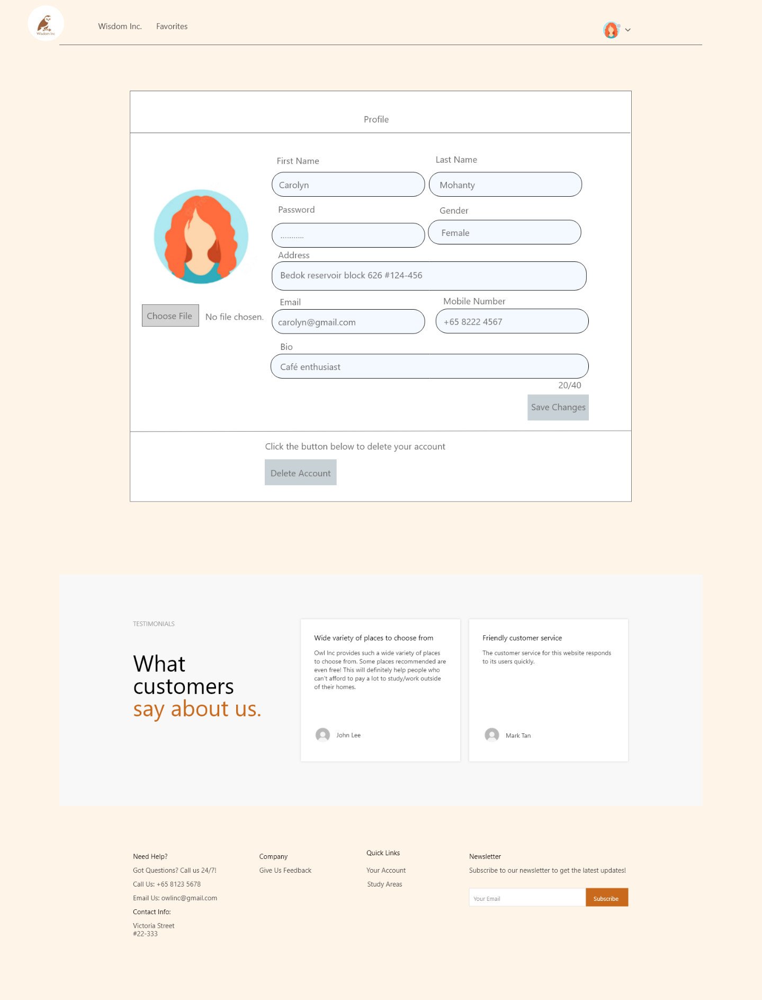 Wisdom Inc
Wisdom Inc.
Favorites
Profile
First Name
Last Name
Carolyn
Mohanty
Password
Gender
...........
Female
Address
Bedok reservoir block 626 #124-456
Email
Mobile Number
Choose File
No file chosen.
carolyn@gmail.com
+65 8222 4567
Bio
Café enthusiast
20/40
Save Changes
Click the button below to delete your account
Delete Account
TESTIMONIALS
What
customers
say about us.
Wide variety of places to choose from
Owl Inc provides such a wide variety of places
to choose from. Some places recommended are
even free! This will definitely help people who
can't afford to pay a lot to study/work outside
of their homes.
John Lee
Friendly customer service
The customer service for this website responds
to its users quickly.
Mark Tan
Need Help?
Got Questions? Call us 24/7!
Call Us: +65 8123 5678
Email Us: owlinc@gmail.com
Contact Info:
Victoria Street
#22-333
Company
Give Us Feedback
Quick Links
Your Account
Study Areas
Newsletter
Subscribe to our newsletter to get the latest updates!
Your Email
Subscribe